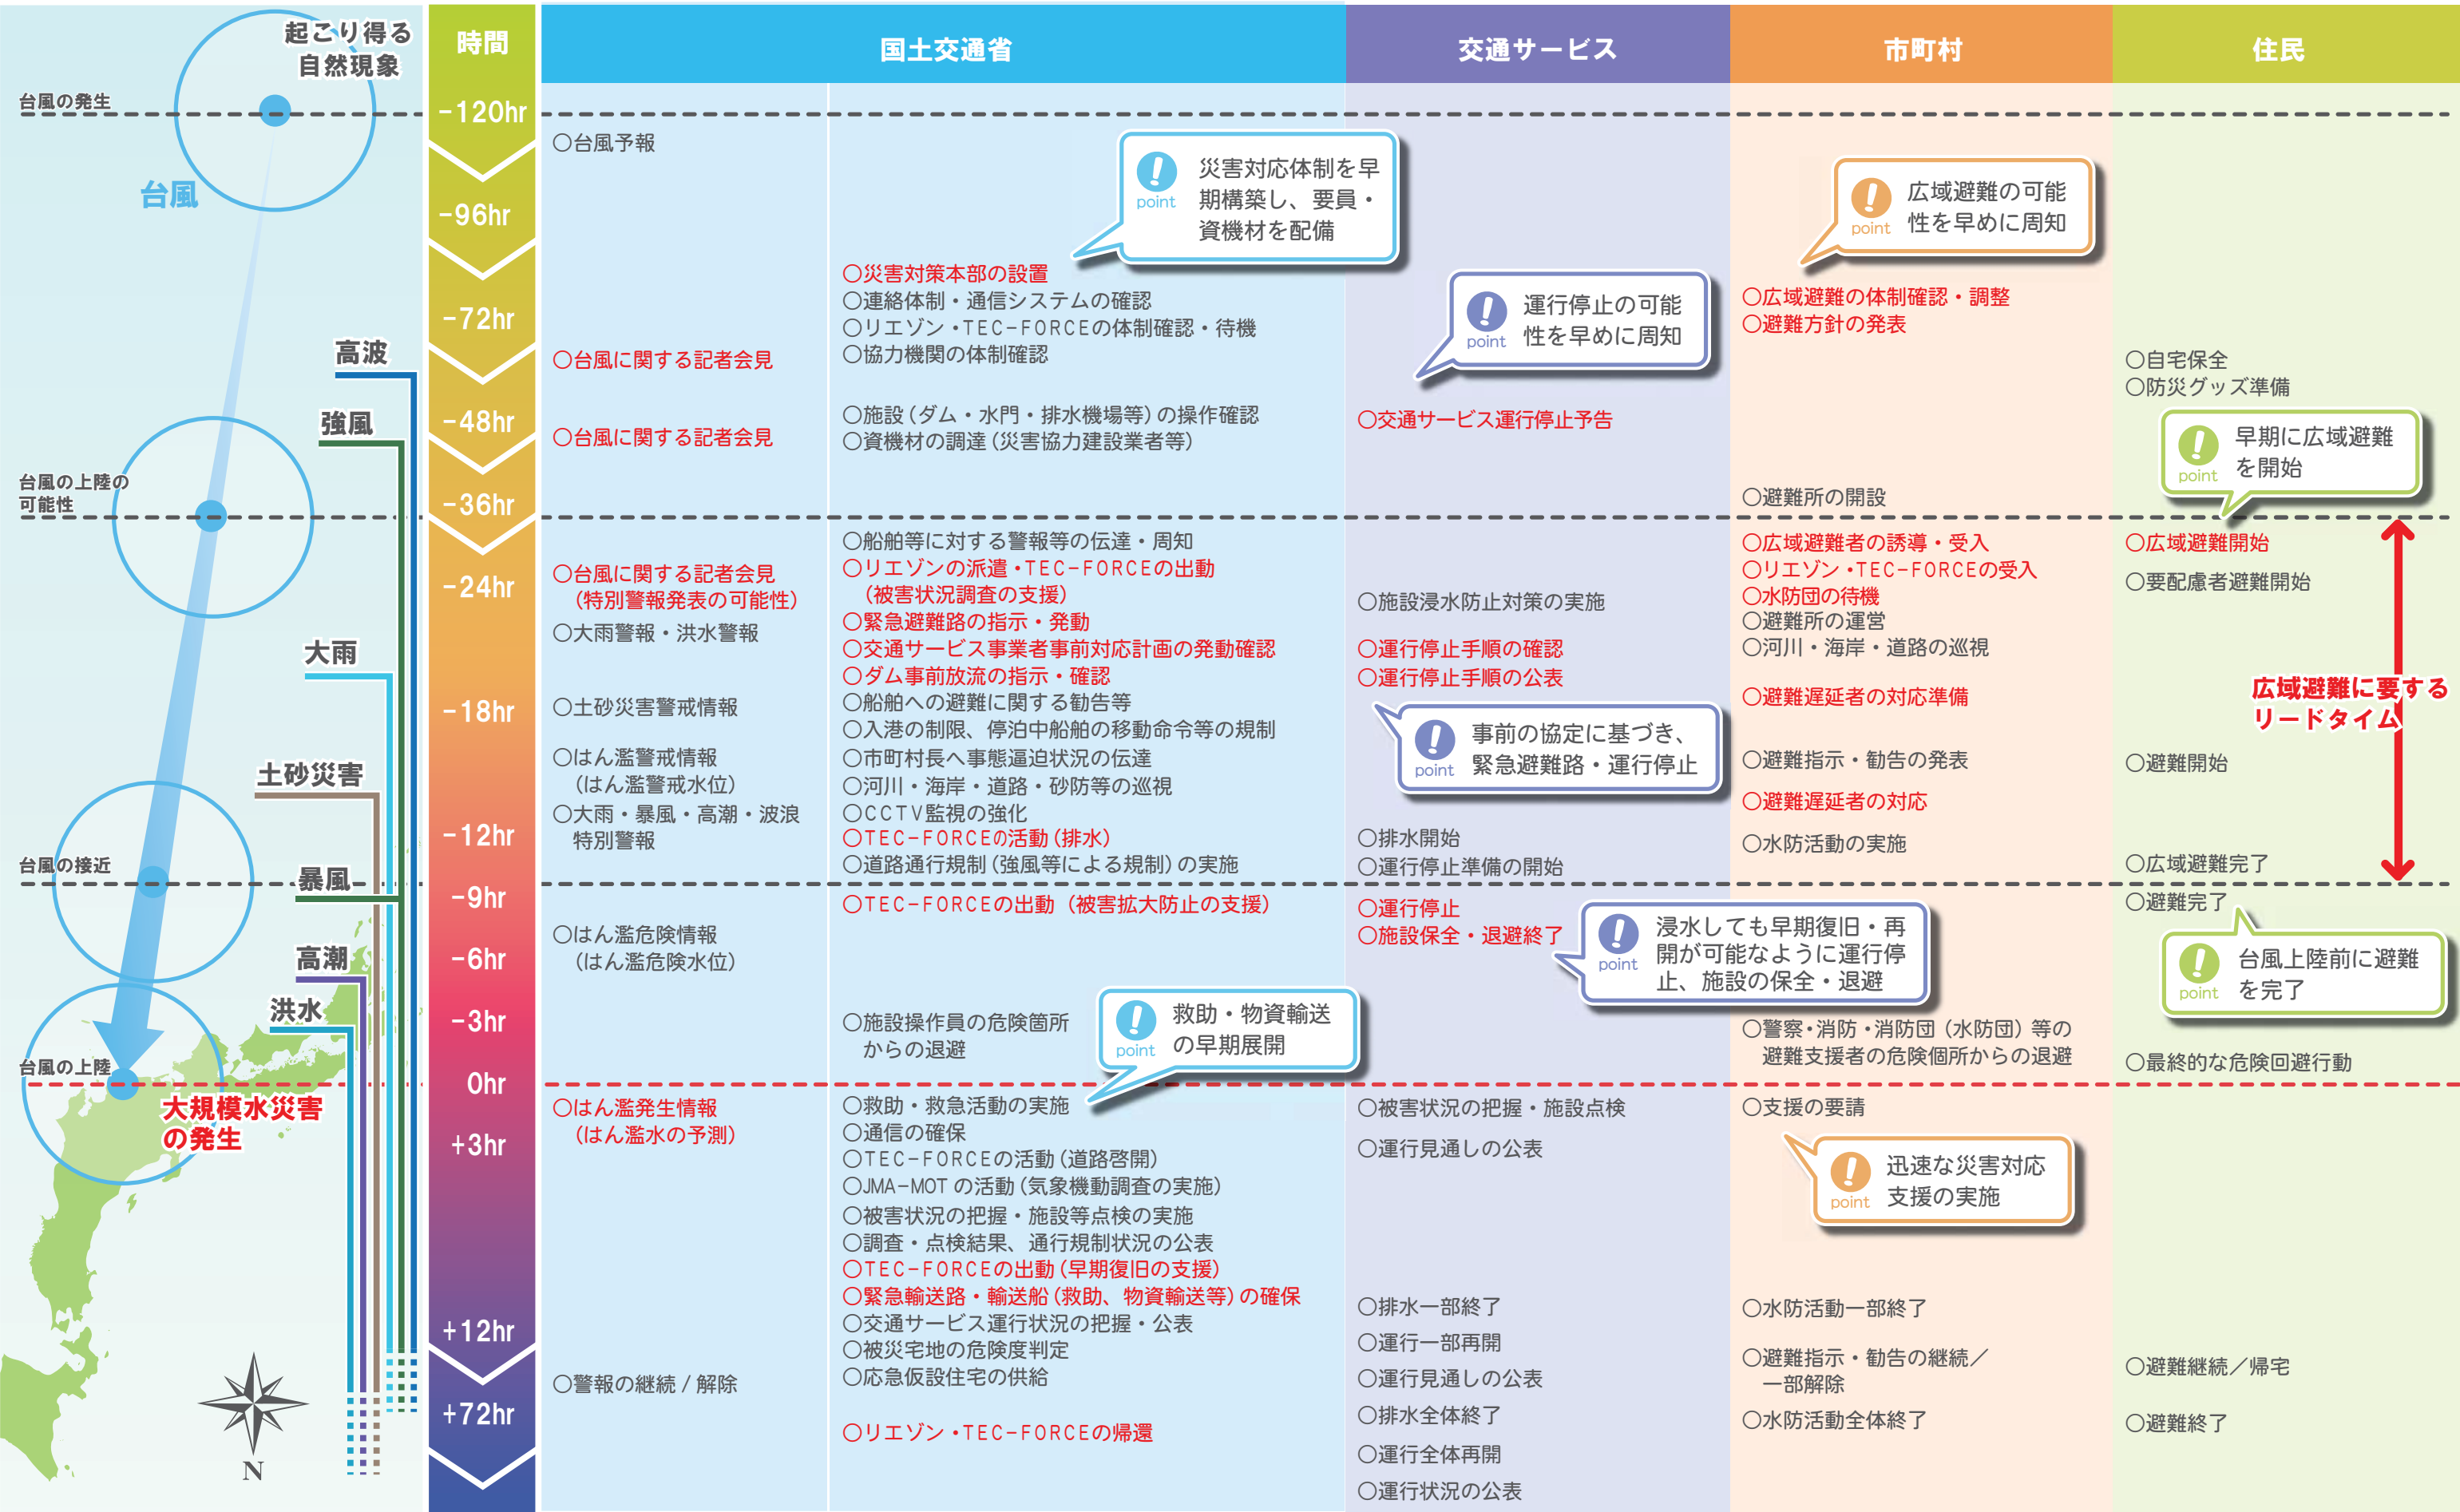 起こり得る
自然現象
台風の発生
台風
高波
強風
台風の上陸の
可能性
大雨
土砂災害
台風の接近
暴風
高潮
洪水
台風の上陸
大規模水災害
の発生
N
時間
-120hr
-96hr
-72hr
-48hr
-36hr
-24hr
-18hr
-12hr
-9hr
-6hr
-3hr
0hr
+3hr
+12hr
+72hr
国土交通省
○台風予報
○台風に関する記者会見
○台風に関する記者会見
○台風に関する記者会見
(特別警報発表の可能性)
○大雨警報・洪水警報
○土砂災害警戒情報
○はん濫警戒情報
(はん濫警戒水位)
○大雨・暴風・高潮・波浪
特別警報
○はん濫危険情報
(はん濫危険水位)
○はん濫発生情報
(はん濫水の予測)
○警報の継続/解除
! point
災害対応体制を早
期構築し、要員・
資機材を配備
○災害対策本部の設置
○連絡体制・通信システムの確認
○リエゾン・TEC-FORCEの体制確認・待機
○協力機関の体制確認
○施設(ダム・水門・排水機場等)の操作確認
○資機材の調達(災害協力建設業者等)
○船舶等に対する警報等の伝達・周知
○リエゾンの派遣・TEC-FORCEの出動
(被害状況調査の支援)
○緊急避難路の指示・発動
○交通サービス事業者事前対応計画の発動確認
○ダム事前放流の指示・確認
○船舶への避難に関する勧告等
○入港の制限、停泊中船舶の移動命令等の規制
○市町村長へ事態逼迫状況の伝達
○河川・海岸・道路・砂防等の巡視
○CCTV監視の強化
○TEC-FORCEの活動(排水)
○道路通行規制(強風等による規制)の実施
○TEC-FORCEの出動(被害拡大防止の支援)
○施設操作員の危険箇所
からの退避
! point
救助・物資輸送
の早期展開
○救助・救急活動の実施
○通信の確保
○TEC-FORCEの活動(道路啓開)
○JMA-MOTの活動(気象機動調査の実施)
○被害状況の把握・施設等点検の実施
○調査・点検結果、通行規制状況の公表
○TEC-FORCEの出動(早期復旧の支援)
○緊急輸送路・輸送船(救助、物資輸送等)の確保
○交通サービス運行状況の把握・公表
○被災宅地の危険度判定
○応急仮設住宅の供給
○リエゾン・TEC-FORCEの帰還
交通サービス
! point
運行停止の可能
性を早めに周知
○交通サービス運行停止予告
○施設浸水防止対策の実施
○運行停止手順の確認
○運行停止手順の公表
! point
事前の協定に基づき、
緊急避難路・運行停止
○排水開始
○運行停止準備の開始
○運行停止
○施設保全・退避終了
! point
浸水しても早期復旧・再
開が可能なように運行停
止、施設の保全・退避
○被害状況の把握・施設点検
○運行見通しの公表
○排水一部終了
○運行一部再開
○運行見通しの公表
○排水全体終了
○運行全体再開
○運行状況の公表
市町村
! point
広域避難の可能
性を早めに周知
○広域避難の体制確認・調整
○避難方針の発表
○避難所の開設
○広域避難者の誘導・受入
○リエゾン・TEC-FORCEの受入
○水防団の待機
○避難所の運営
○河川・海岸・道路の巡視
○避難遅延者の対応準備
○避難指示・勧告の発表
○避難遅延者の対応
○水防活動の実施
○警察・消防・消防団(水防団)等の
避難支援者の危険個所からの退避
○支援の要請
! point
迅速な災害対応
支援の実施
○水防活動一部終了
○避難指示・勧告の継続/
一部解除
○水防活動全体終了
住民
○自宅保全
○防災グッズ準備
! point
早期に広域避難
を開始
○広域避難開始
○要配慮者避難開始
広域避難に要する
リードタイム
○避難開始
○広域避難完了
○避難完了
! point
台風上陸前に避難
を完了
○最終的な危険回避行動
○避難継続/帰宅
○避難終了